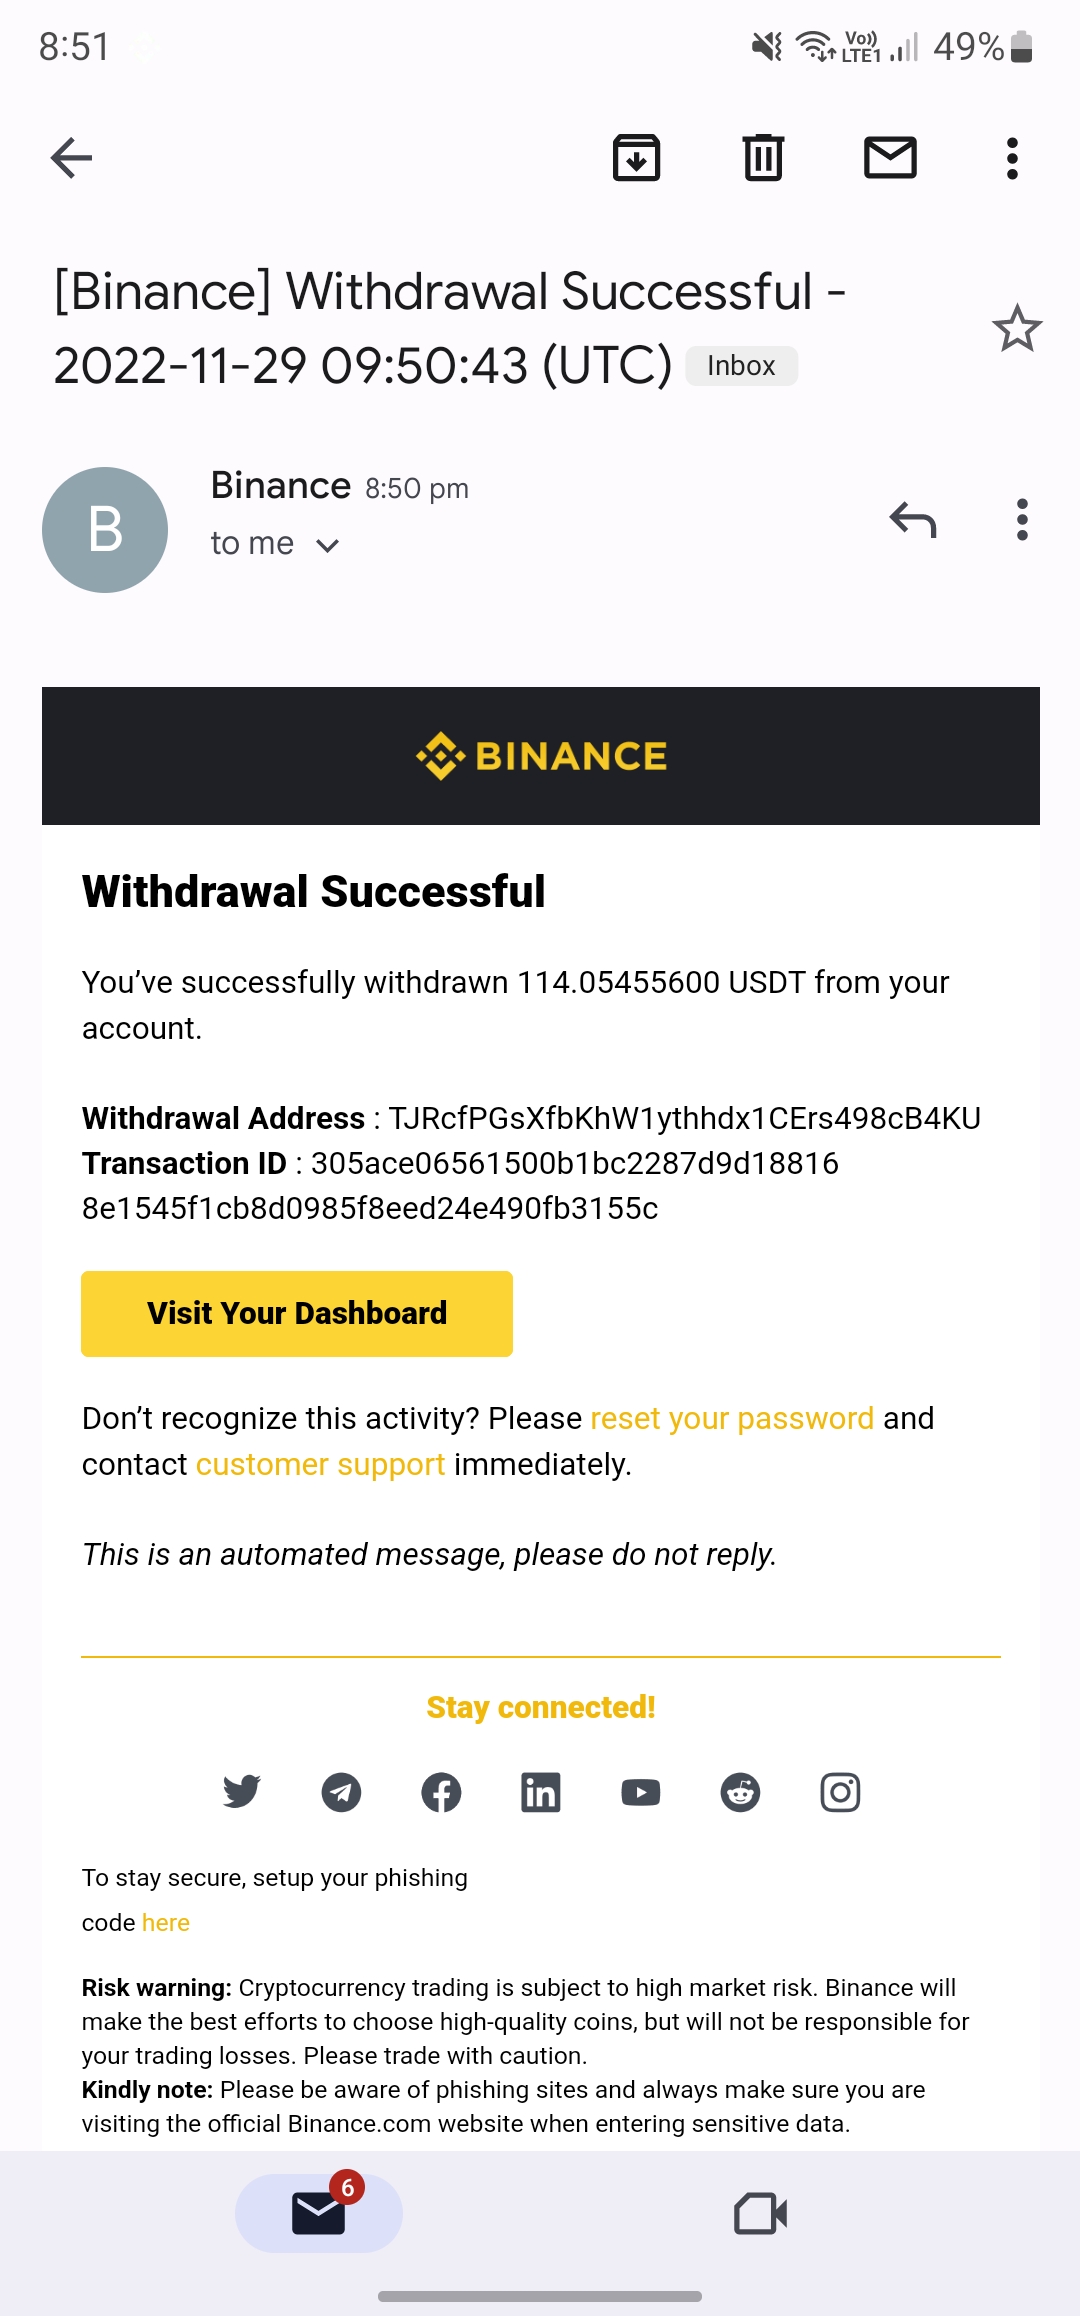 8:51
Vo)) LTE1 49%
[Binance] Withdrawal Successful -
2022-11-29 09:50:43 (UTC) Inbox
B
Binance 8:50 pm
to me
BINANCE
Withdrawal Successful
You’ve successfully withdrawn 114.05455600 USDT from your
account.
Withdrawal Address : TJRcfPGsXfbKhW1ythhdx1CErs498cB4KU
Transaction ID : 305ace06561500b1bc2287d9d18816
8e1545f1cb8d0985f8eed24e490fb3155c
Visit Your Dashboard
Don’t recognize this activity? Please reset your password and
contact customer support immediately.
This is an automated message, please do not reply.
Stay connected!
To stay secure, setup your phishing
code here
Risk warning: Cryptocurrency trading is subject to high market risk. Binance will
make the best efforts to choose high-quality coins, but will not be responsible for
your trading losses. Please trade with caution.
Kindly note: Please be aware of phishing sites and always make sure you are
visiting the official Binance.com website when entering sensitive data.
6